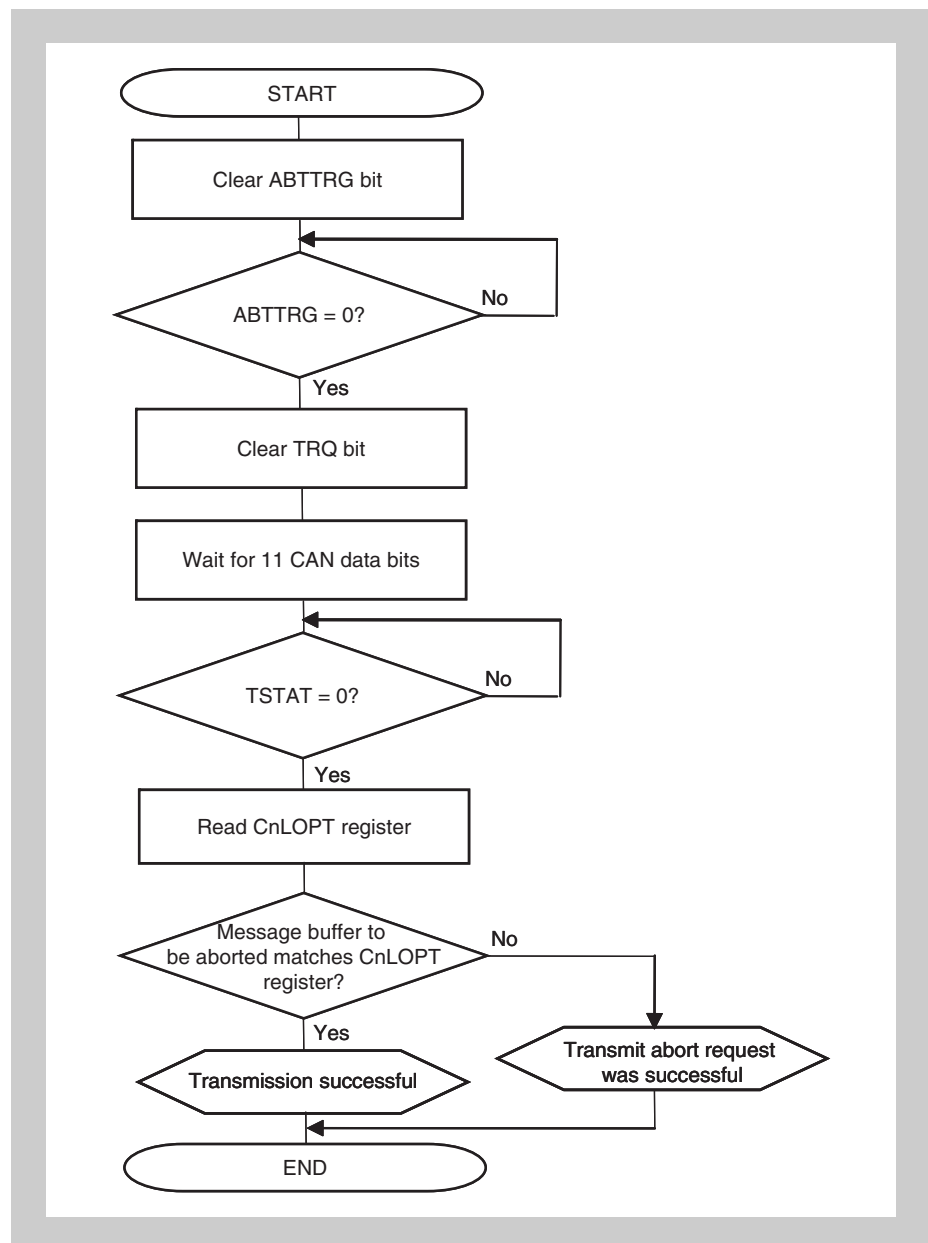 START
Clear ABTTRG bit
ABTTRG = 0?
No
Yes
Clear TRQ bit
Wait for 11 CAN data bits
TSTAT = 0?
No
Yes
Read CnLOPT register
Message buffer to
be aborted matches CnLOPT
register?
No
Yes
Transmission successful
Transmit abort request
was successful
END